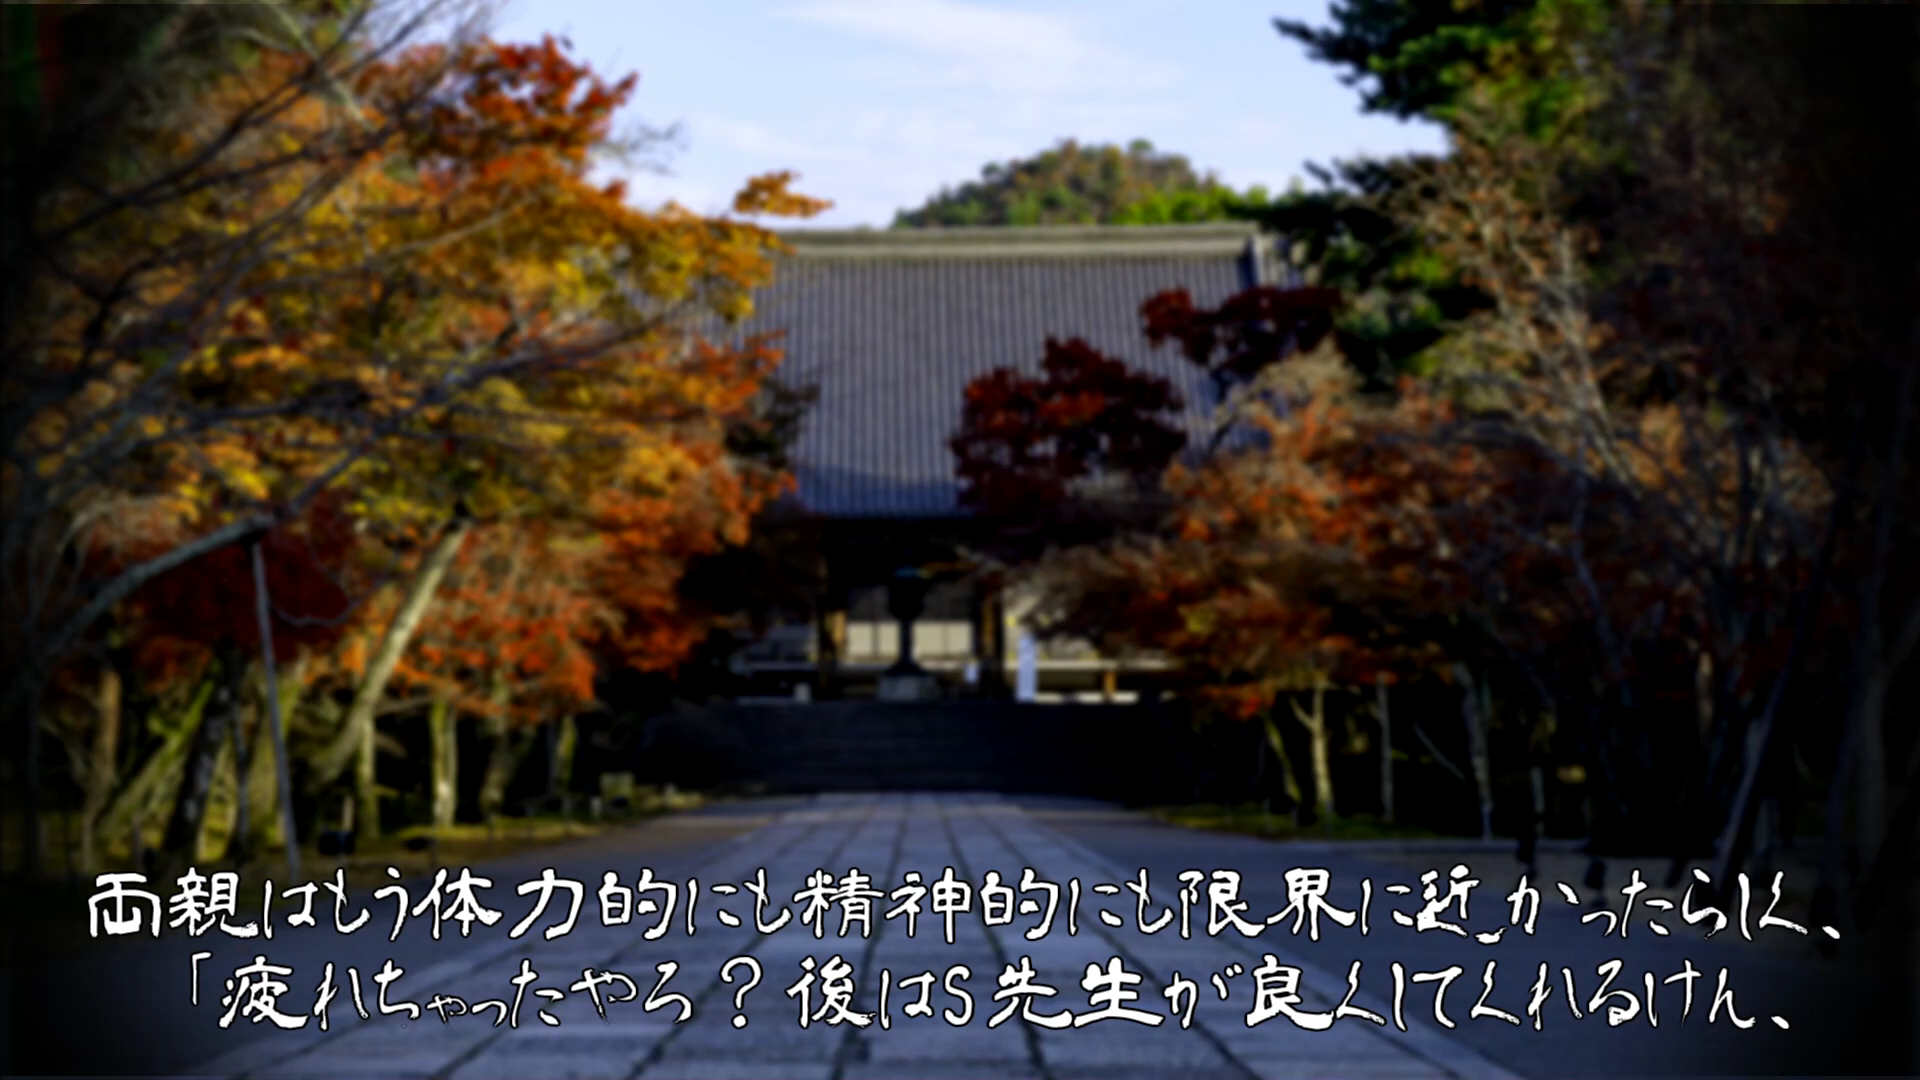 両親はもう体力的にも精神的にも限界に近かったらしく、
「疲れちゃったやろ？後はS先生が良くしてくれるけん、